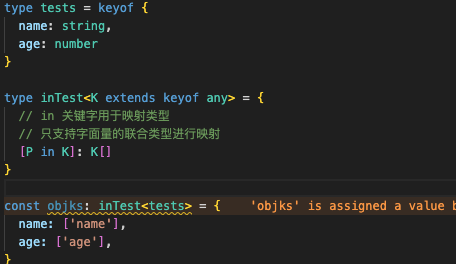 type tests = keyof {
  name: string,
  age: number
}

type inTest<K extends keyof any> = {
  // in 关键字用于映射类型
  // 只支持字面量的联合类型进行映射
  [P in K]: K[]
}

const objks: inTest<tests> = {    'objks' is assigned a value b
  name: ['name'],
  age: ['age'],
}